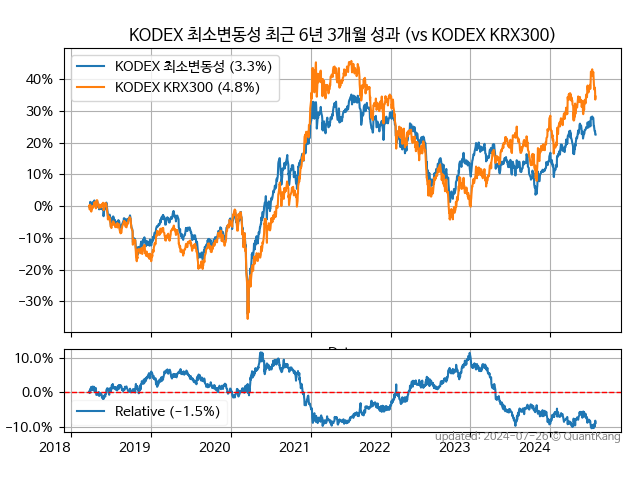 KODEX 최소변동성 최근 6년 3개월 성과 (vs KODEX KRX300)
KODEX 최소변동성 (3.3%)
KODEX KRX300 (4.8%)
40%
30%
20%
10%
0%
−10%
−20%
−30%
10.0%
0.0%
−10.0%
Relative (−1.5%)
updated: 2024-07-26 © QuantKang
2018 2019 2020 2021 2022 2023 2024